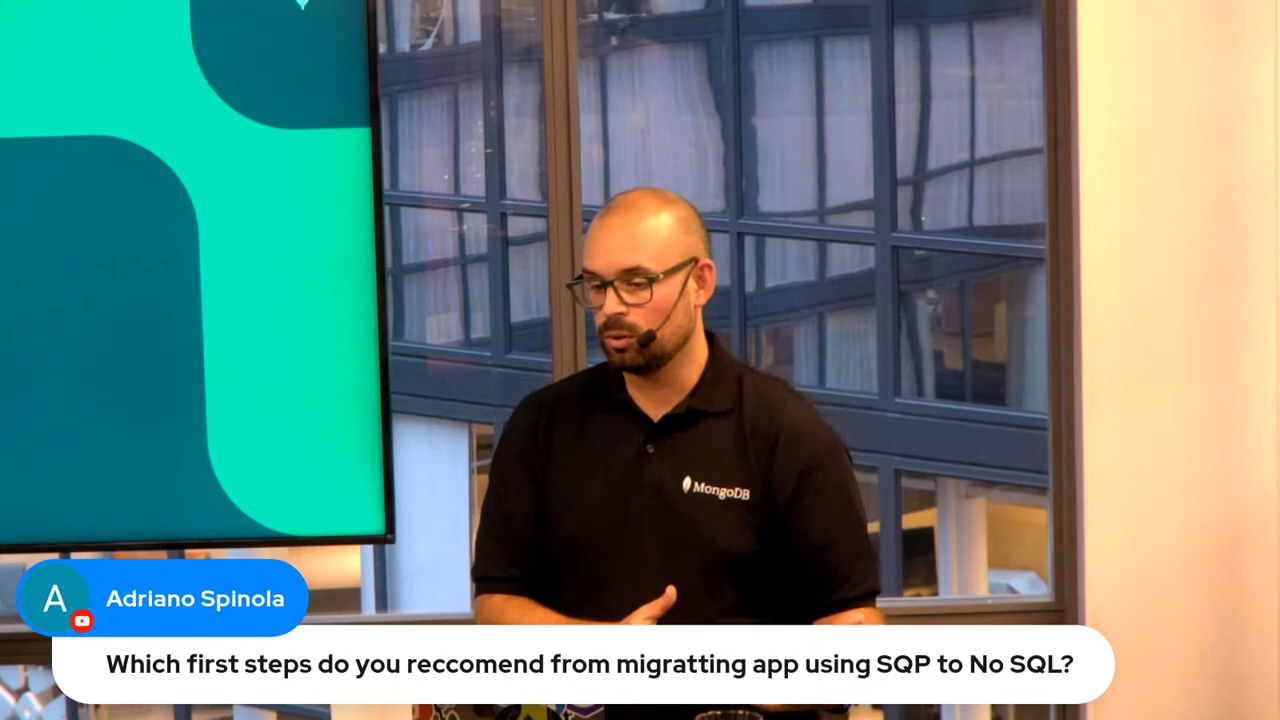 MongoDB
A
Adriano Spinola
Which first steps do you reccomend from migratting app using SQP to No SQL?